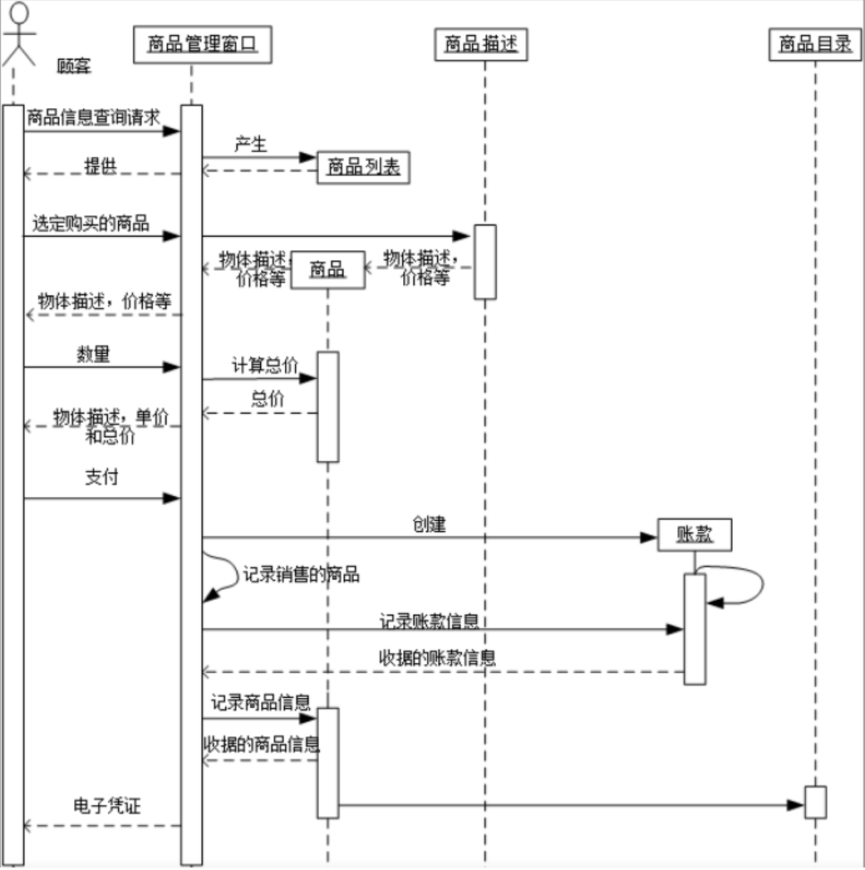 商品管理窗口
商品描述
商品目录
顾客
商品信息查询请求
产生
提供
商品列表
选定购买的商品
物体描述,
价格等
商品
物体描述,
价格等
物体描述,价格等
数量
计算总价
总价
物体描述,单价
和总价
支付
创建
账款
记录销售的商品
记录账款信息
收据的账款信息
记录商品信息
收据的商品信息
电子凭证